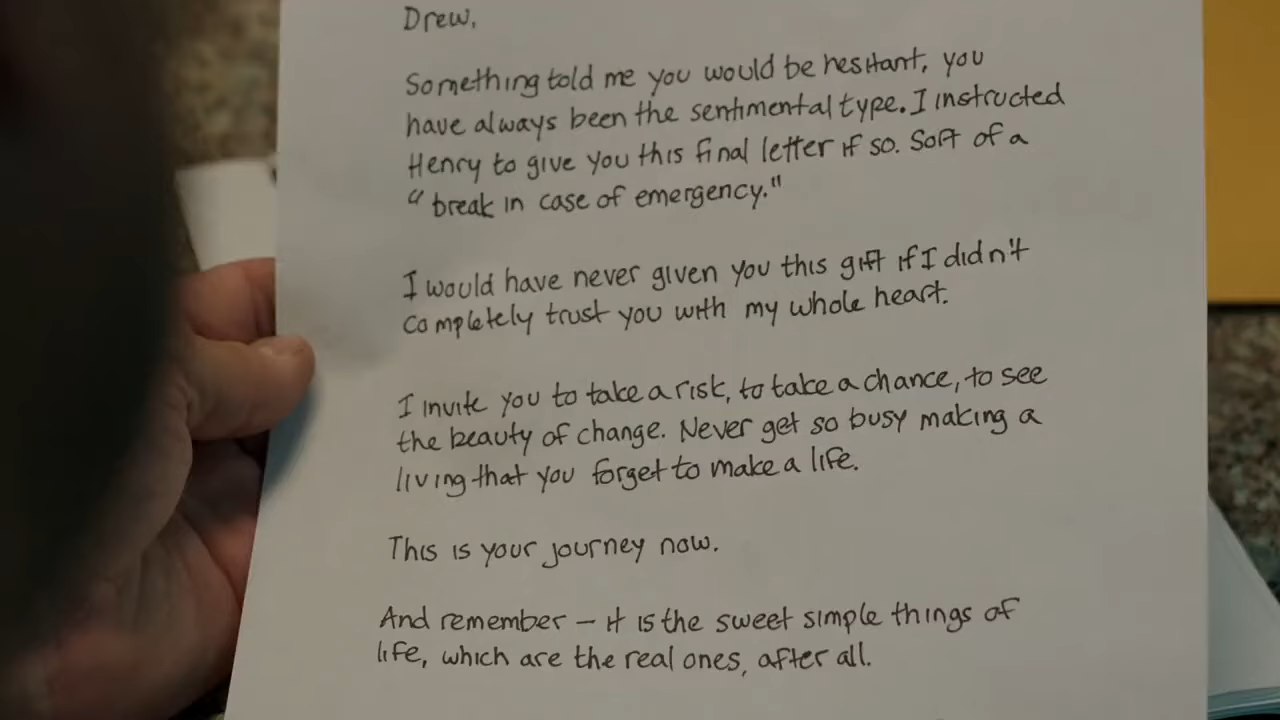 Drew,
Something told me you would be hesitant, you
have always been the sentimental type. I instructed
Henry to give you this final letter if so. Sort of a
"break in case of emergency."
I would have never given you this gift if I didn't
completely trust you with my whole heart.
I invite you to take a risk, to take a chance, to see
the beauty of change. Never get so busy making a
living that you forget to make a life.
This is your journey now.
And remember – it is the sweet simple things of
life, which are the real ones, after all.